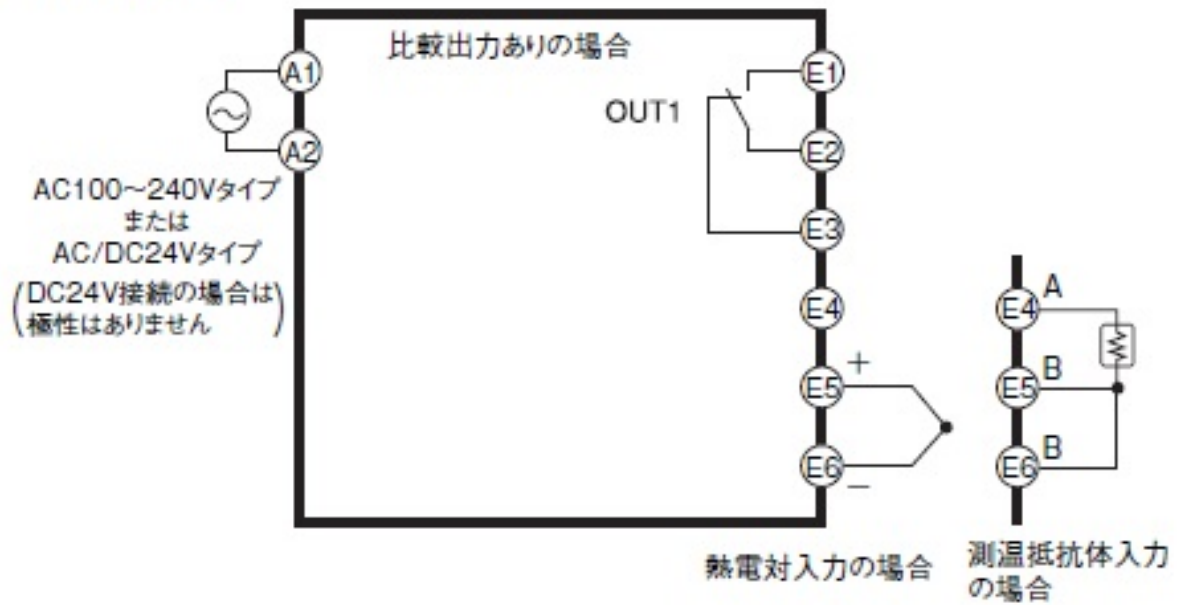 比較出力ありの場合
A1
A2
AC100～240Vタイプ
または
AC/DC24Vタイプ
(DC24V接続の場合は
極性はありません)
OUT1
E1
E2
E3
E4
E5
E6
+
−
熱電対入力の場合
E4
A
E5
B
E6
B
測温抵抗体入力
の場合